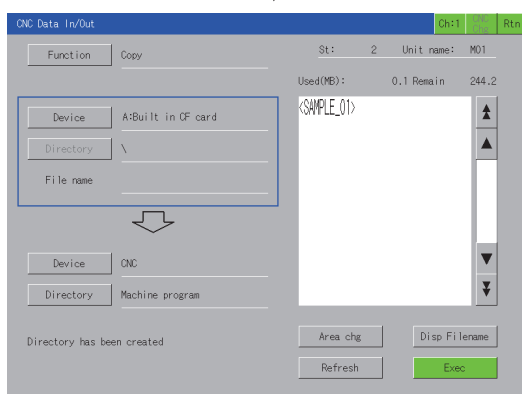 CNC Data In/Out Ch:1 CNC Chg Rtn
Function Copy
St: 2 Unit name: M01
Used(MB): 0.1 Remain 244.2
Device A:Built in CF card
Directory \
File name
<SAMPLE_01>
Device CNC
Directory Machine program
Directory has been created
Area chg Disp Filename
Refresh Exec